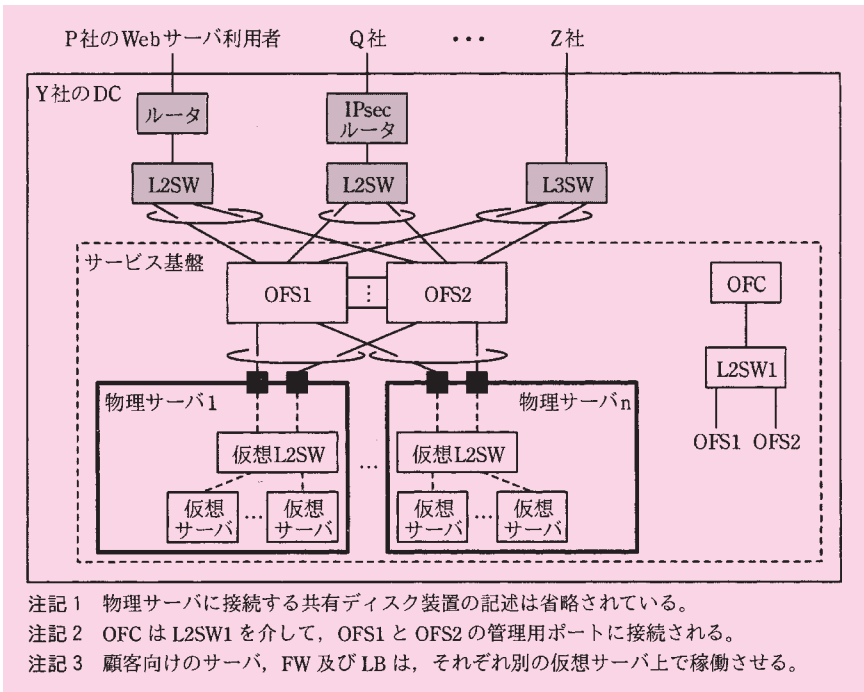 P社のWebサーバ利用者
Q社
・・・
Z社
Y社のDC
ルータ
IPsec
ルータ
L2SW
L2SW
L3SW
サービス基盤
OFS1
⋮
OFS2
OFC
L2SW1
OFS1 OFS2
物理サーバ1
物理サーバn
仮想L2SW
…
仮想L2SW
仮想
サーバ
…
仮想
サーバ
仮想
サーバ
…
仮想
サーバ
注記1 物理サーバに接続する共有ディスク装置の記述は省略されている。
注記2 OFCはL2SW1を介して,OFS1とOFS2の管理用ポートに接続される。
注記3 顧客向けのサーバ,FW及びLBは,それぞれ別の仮想サーバ上で稼働させる。